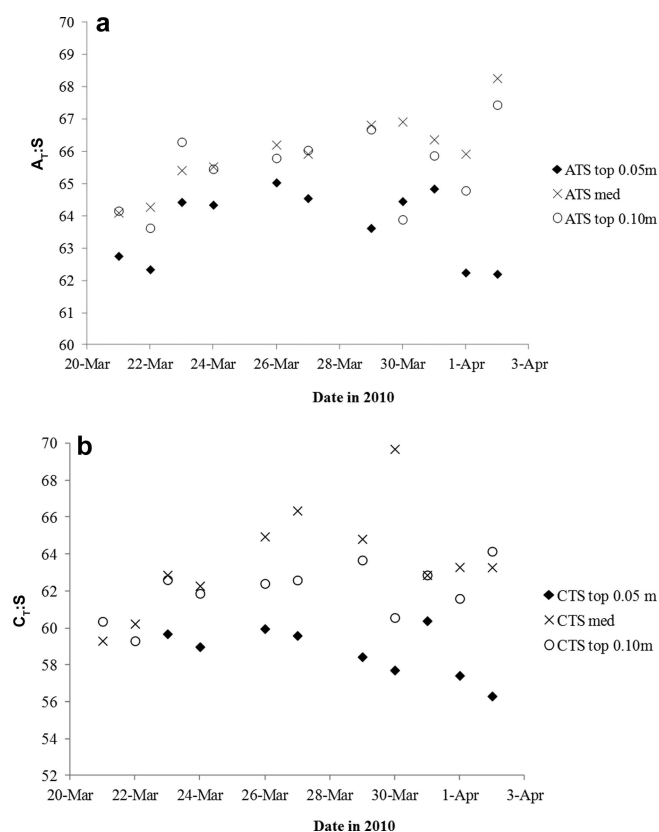 a
70
69
68
67
66
65
64
63
62
61
60
A_T:S
20-Mar 22-Mar 24-Mar 26-Mar 28-Mar 30-Mar 1-Apr 3-Apr
Date in 2010
ATS top 0.05m
ATS med
ATS top 0.10m
b
70
68
66
64
62
60
58
56
54
52
C_T:S
20-Mar 22-Mar 24-Mar 26-Mar 28-Mar 30-Mar 1-Apr 3-Apr
Date in 2010
CTS top 0.05 m
CTS med
CTS top 0.10m